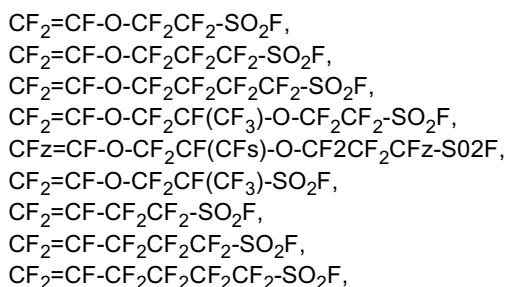 CF₂=CF-O-CF₂CF₂-SO₂F,
CF₂=CF-O-CF₂CF₂CF₂-SO₂F,
CF₂=CF-O-CF₂CF₂CF₂CF₂-SO₂F,
CF₂=CF-O-CF₂CF(CF₃)-O-CF₂CF₂-SO₂F,
CFz=CF-O-CF₂CF(CFs)-O-CF2CF₂CFz-S02F,
CF₂=CF-O-CF₂CF(CF₃)-SO₂F,
CF₂=CF-CF₂CF₂-SO₂F,
CF₂=CF-CF₂CF₂CF₂-SO₂F,
CF₂=CF-CF₂CF₂CF₂CF₂-SO₂F,